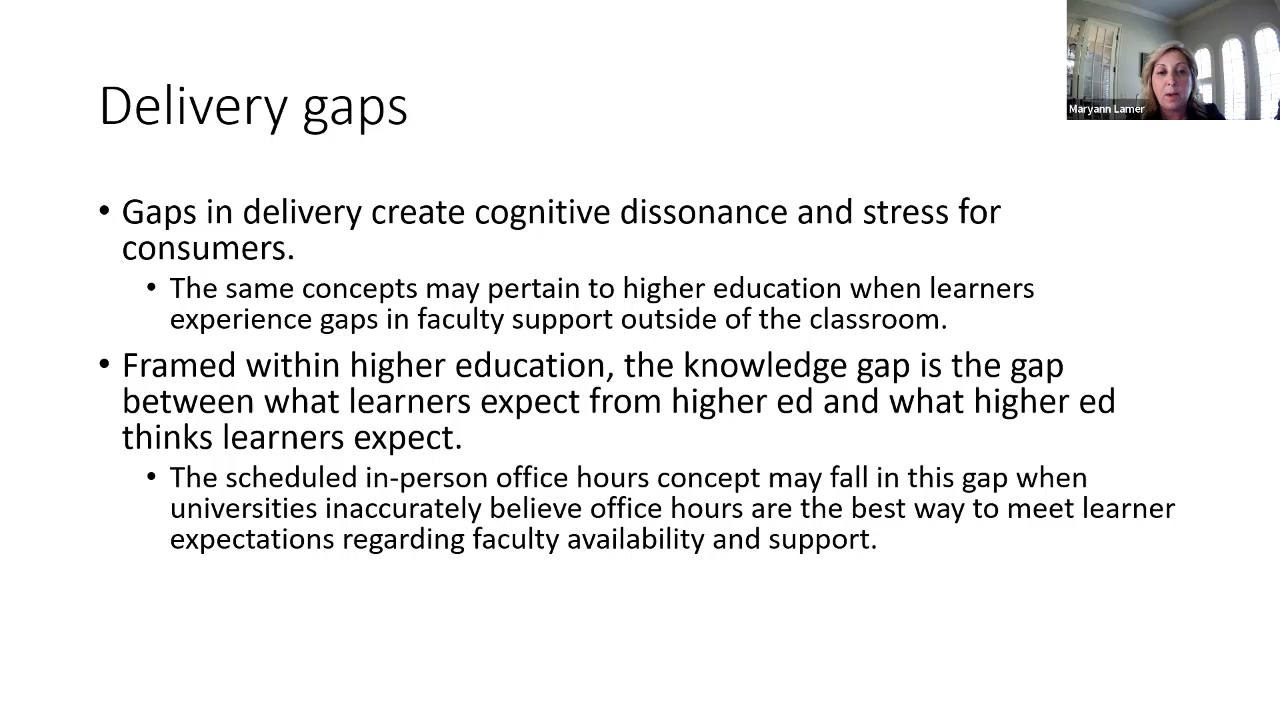 Maryann Lamer
Delivery gaps
• Gaps in delivery create cognitive dissonance and stress for
consumers.
• The same concepts may pertain to higher education when learners
experience gaps in faculty support outside of the classroom.
• Framed within higher education, the knowledge gap is the gap
between what learners expect from higher ed and what higher ed
thinks learners expect.
• The scheduled in-person office hours concept may fall in this gap when
universities inaccurately believe office hours are the best way to meet learner
expectations regarding faculty availability and support.